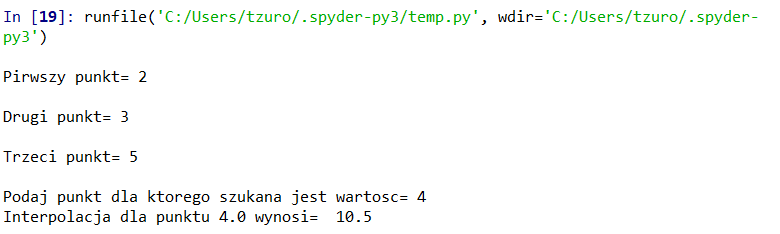 In [19]: runfile('C:/Users/tzuro/.spyder-py3/temp.py', wdir='C:/Users/tzuro/.spyder-
py3')
Pirwszy punkt= 2
Drugi punkt= 3
Trzeci punkt= 5
Podaj punkt dla ktorego szukana jest wartosc= 4
Interpolacja dla punktu 4.0 wynosi=  10.5